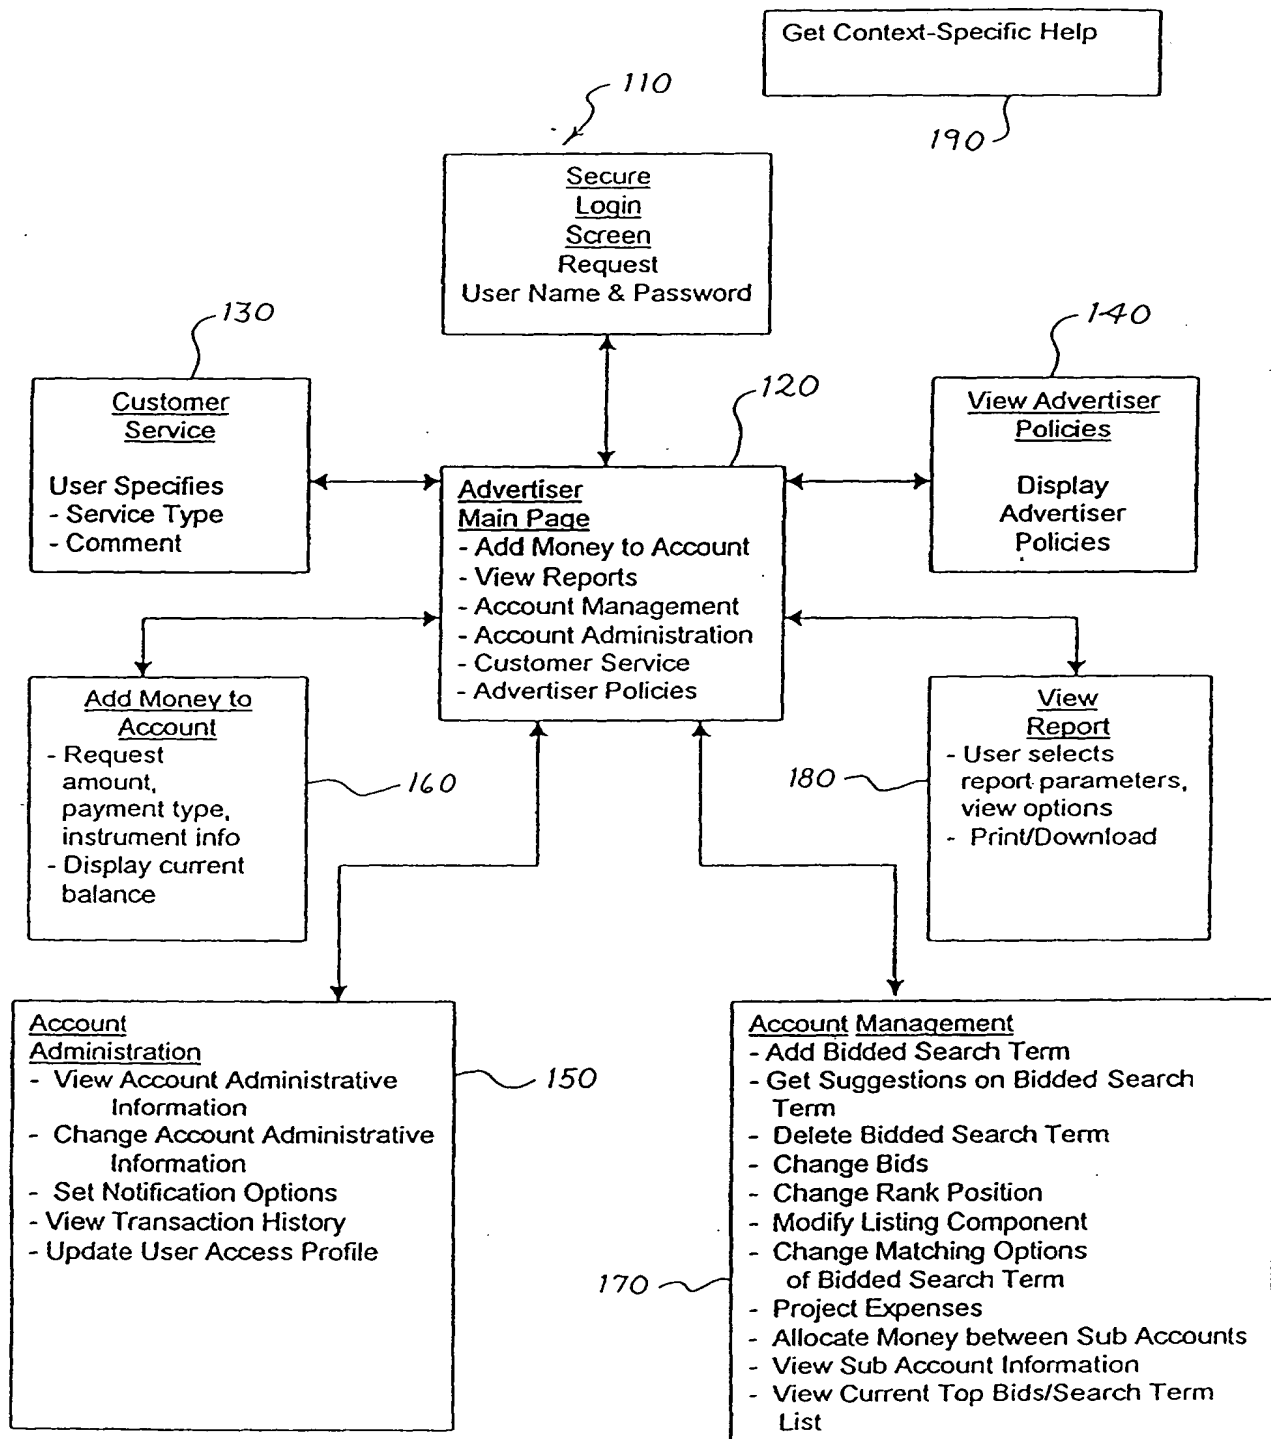 Get Context-Specific Help
190
110
Secure
Login
Screen
Request
User Name & Password
130
Customer
Service
User Specifies
- Service Type
- Comment
120
Advertiser
Main Page
- Add Money to Account
- View Reports
- Account Management
- Account Administration
- Customer Service
- Advertiser Policies
140
View Advertiser
Policies
Display
Advertiser
Policies
Add Money to
Account
- Request
amount,
payment type,
instrument info
- Display current
balance
160
View
Report
- User selects
report parameters,
view options
- Print/Download
180
Account
Administration
- View Account Administrative
Information
- Change Account Administrative
Information
- Set Notification Options
- View Transaction History
- Update User Access Profile
150
Account Management
- Add Bidded Search Term
- Get Suggestions on Bidded Search
Term
- Delete Bidded Search Term
- Change Bids
- Change Rank Position
- Modify Listing Component
- Change Matching Options
of Bidded Search Term
- Project Expenses
- Allocate Money between Sub Accounts
- View Sub Account Information
- View Current Top Bids/Search Term
List
170